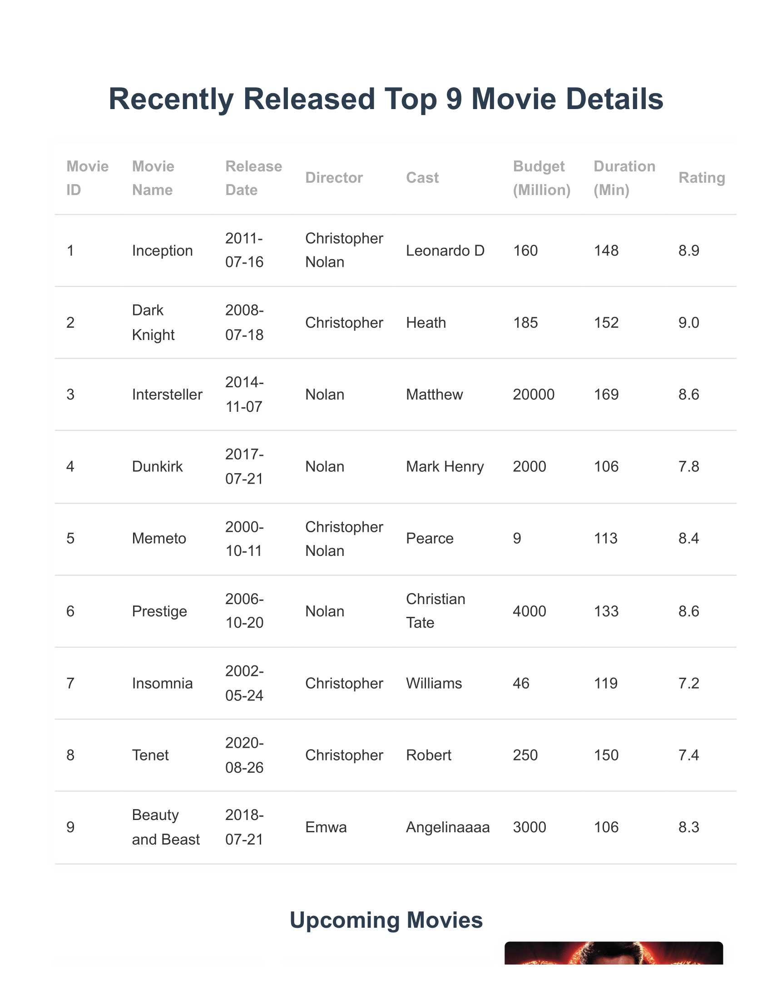 Recently Released Top 9 Movie Details
Movie ID Movie Name Release Date Director Cast Budget (Million) Duration (Min) Rating
1 Inception 2011-07-16 Christopher Nolan Leonardo D 160 148 8.9
2 Dark Knight 2008-07-18 Christopher Heath 185 152 9.0
3 Intersteller 2014-11-07 Nolan Matthew 20000 169 8.6
4 Dunkirk 2017-07-21 Nolan Mark Henry 2000 106 7.8
5 Memeto 2000-10-11 Christopher Nolan Pearce 9 113 8.4
6 Prestige 2006-10-20 Nolan Christian Tate 4000 133 8.6
7 Insomnia 2002-05-24 Christopher Williams 46 119 7.2
8 Tenet 2020-08-26 Christopher Robert 250 150 7.4
9 Beauty and Beast 2018-07-21 Emwa Angelinaaaa 3000 106 8.3
Upcoming Movies